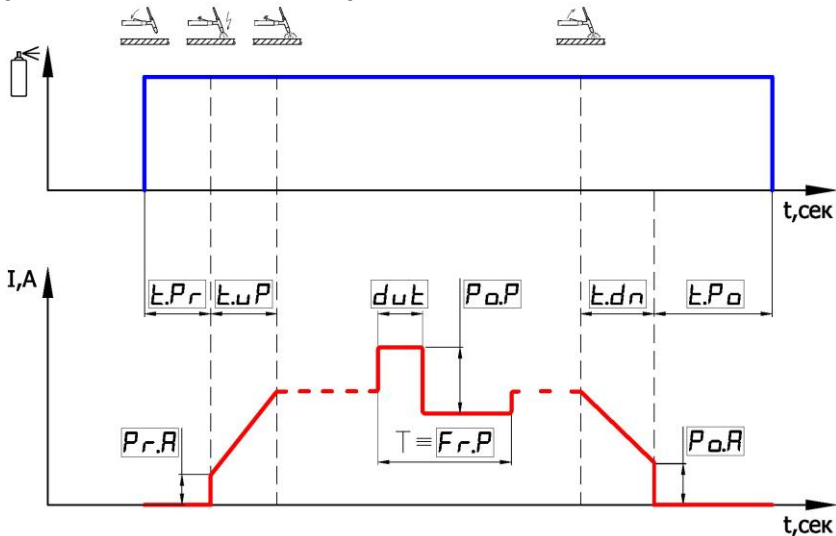 t,сек
I,A
t.Pr
t.uP
dut
Po.P
t.dn
t.Po
Pr.A
T ≡ Fr.P
Po.A
t,сек